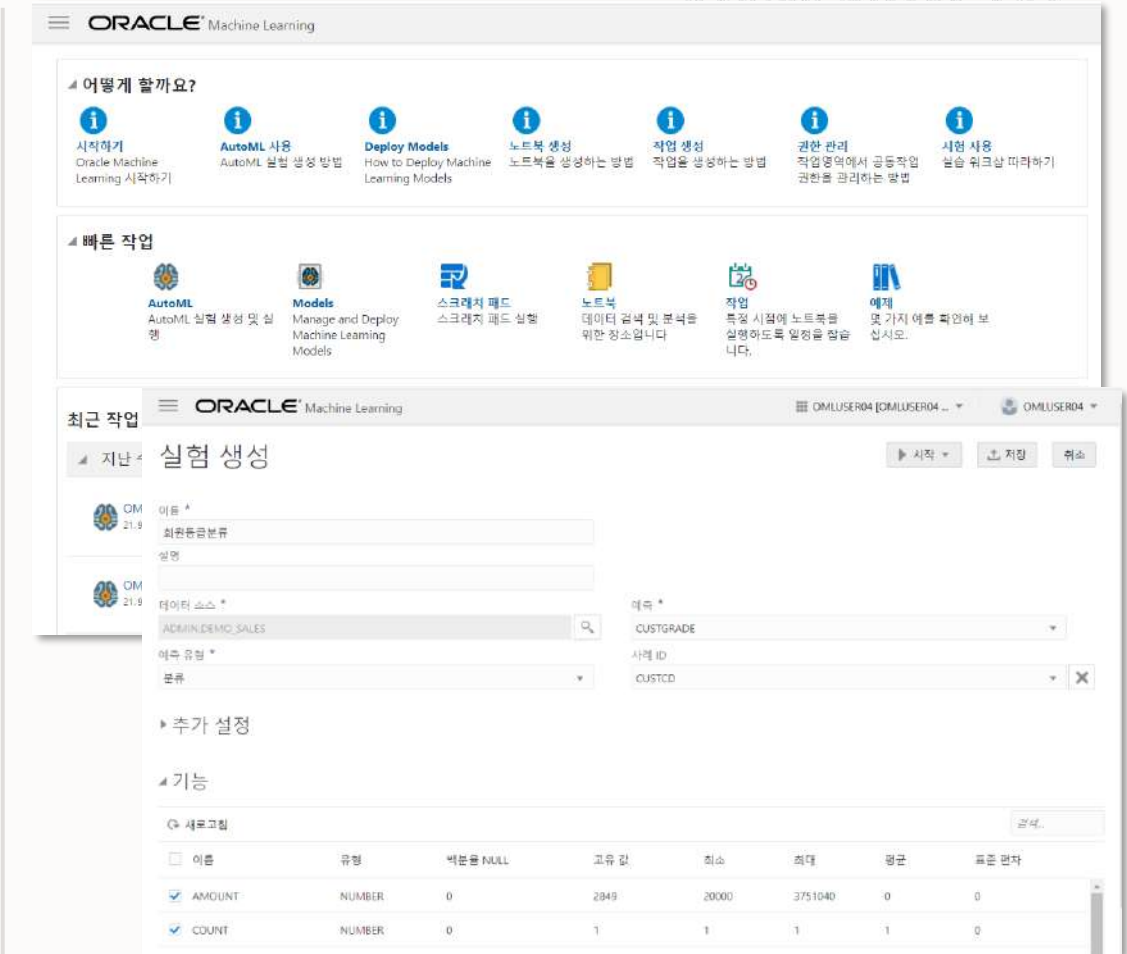 ORACLE Machine Learning
어떻게 할까요?
시작하기
Oracle Machine
Learning 시작하기
AutoML 사용
AutoML 실험 생성 방법
Deploy Models
How to Deploy Machine
Learning Models
노트북 생성
노트북을 생성하는 방법
작업 생성
작업을 생성하는 방법
권한 관리
작업영역에서 공동작업
권한을 관리하는 방법
시험 사용
실습 워크샵 따라하기
빠른 작업
AutoML
AutoML 실험 생성 및 실
행
Models
Manage and Deploy
Machine Learning
Models
스크래치 패드
스크래치 패드 실행
노트북
데이터 검색 및 분석을
위한 장소입니다
작업
특정 시점에 노트북을
실행하도록 일정을 잡습
니다.
예제
몇 가지 예를 확인해 보
십시오.
최근 작업
지난
OM
21.9
OM
21.9
ORACLE Machine Learning
OMLUSER04 [OMLUSER04 ...
OMLUSER04
실험 생성
시작
저장
취소
이름 *
회원등급분류
설명
데이터 소스 *
ADMIN.DEMO_SALES
예측 *
CUSTGRADE
예측 유형 *
분류
사례 ID
CUSTCD
추가 설정
기능
새로고침
검색..
이름 유형 백분율 NULL 고유 값 최소 최대 평균 표준 편차
AMOUNT NUMBER 0 2849 20000 3751040 0 0
COUNT NUMBER 0 1 1 1 1 0